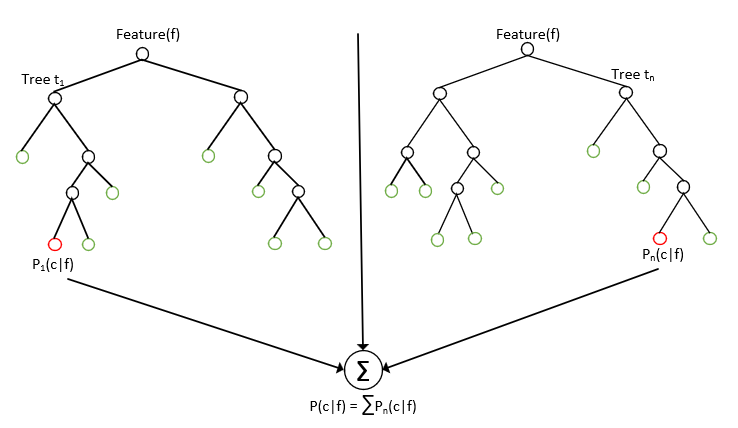 Feature(f)
Feature(f)
Tree t₁
Tree tₙ
P₁(c|f)
Pₙ(c|f)
Σ
P(c|f) = ∑Pₙ(c|f)